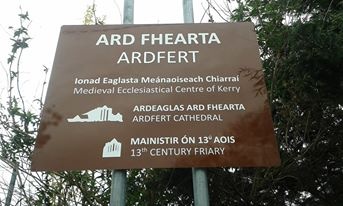 ARD FHEARTA
ARDFERT
Ionad Eaglasta Meánaoiseach Chiarraí
Medieval Ecclesiastical Centre of Kerry
ARDEAGLAIS ARD FHEARTA
ARDFERT CATHEDRAL
MAINISTIR ÓN 13ú AOIS
13th CENTURY FRIARY